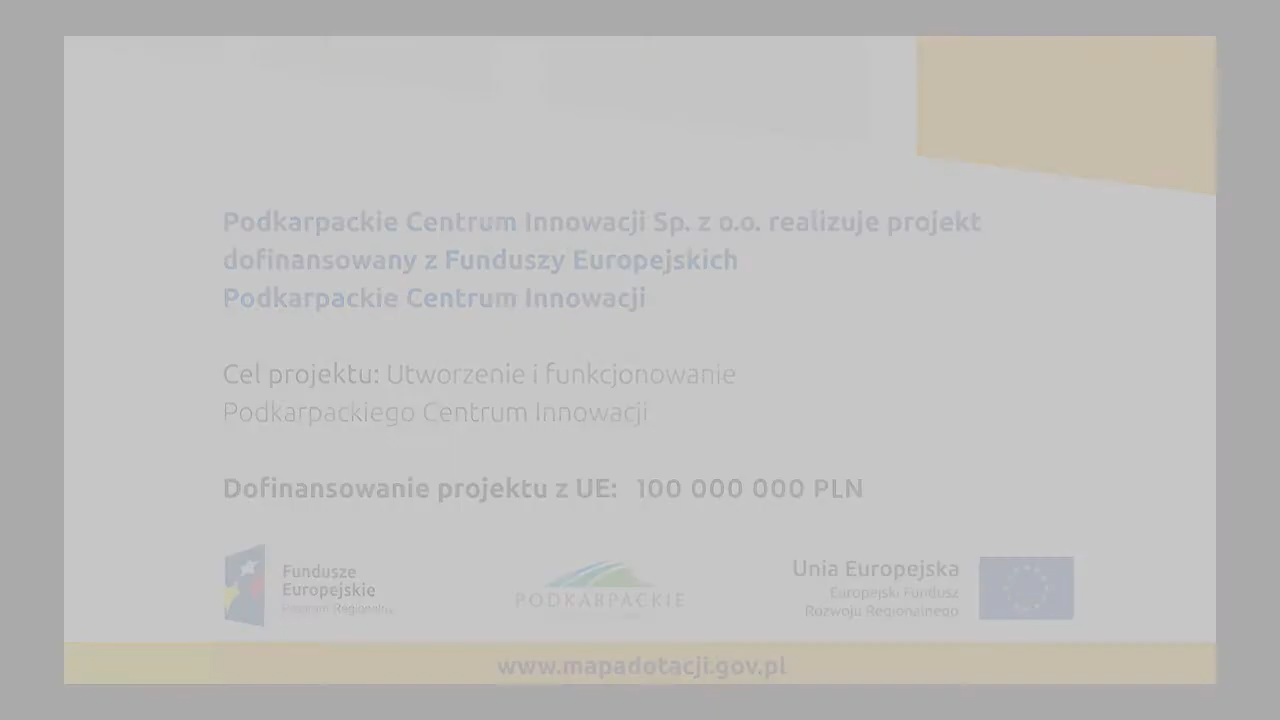 Podkarpackie Centrum Innowacji Sp. z o.o. realizuje projekt
dofinansowany z Funduszy Europejskich
Podkarpackie Centrum Innowacji
Cel projektu: Utworzenie i funkcjonowanie
Podkarpackiego Centrum Innowacji
Dofinansowanie projektu z UE: 100 000 000 PLN
Fundusze
Europejskie
Program Regionalny
PODKARPACKIE
Unia Europejska
Europejski Fundusz
Rozwoju Regionalnego
www.mapadotacji.gov.pl